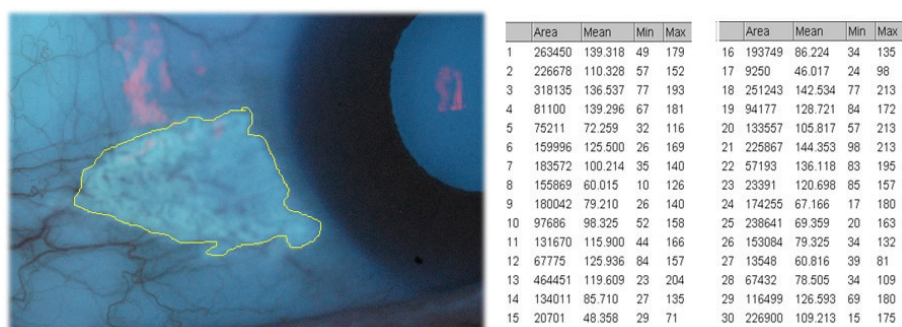 Area Mean Min Max
1 263450 139.318 49 179
2 226678 110.328 57 152
3 318135 136.537 77 193
4 81100 139.296 67 181
5 75211 72.259 32 116
6 159996 125.500 26 169
7 183572 100.214 35 140
8 155869 60.015 10 126
9 180042 79.210 26 140
10 97686 98.325 52 158
11 131670 115.900 44 166
12 67775 125.936 84 157
13 464451 119.609 23 204
14 134011 85.710 27 135
15 20701 48.358 29 71
Area Mean Min Max
16 193749 86.224 34 135
17 9250 46.017 24 98
18 251243 142.534 77 213
19 94177 128.721 84 172
20 133557 105.817 57 213
21 225867 144.353 98 213
22 57193 136.118 83 195
23 23391 120.698 85 157
24 174255 67.166 17 180
25 238641 69.359 20 163
26 153084 79.325 34 132
27 13548 60.816 39 81
28 67432 78.505 34 109
29 116499 126.593 69 180
30 226900 109.213 15 175